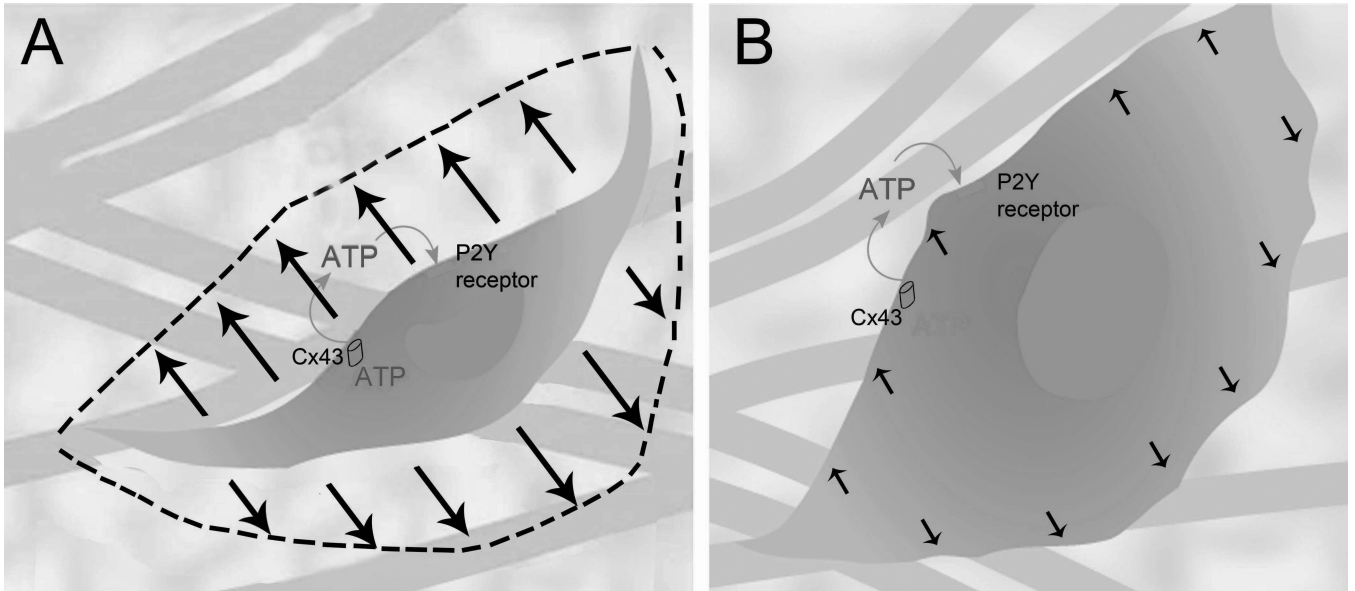 A
ATP
P2Y
receptor
Cx43
ATP
B
ATP
P2Y
receptor
Cx43
ATP